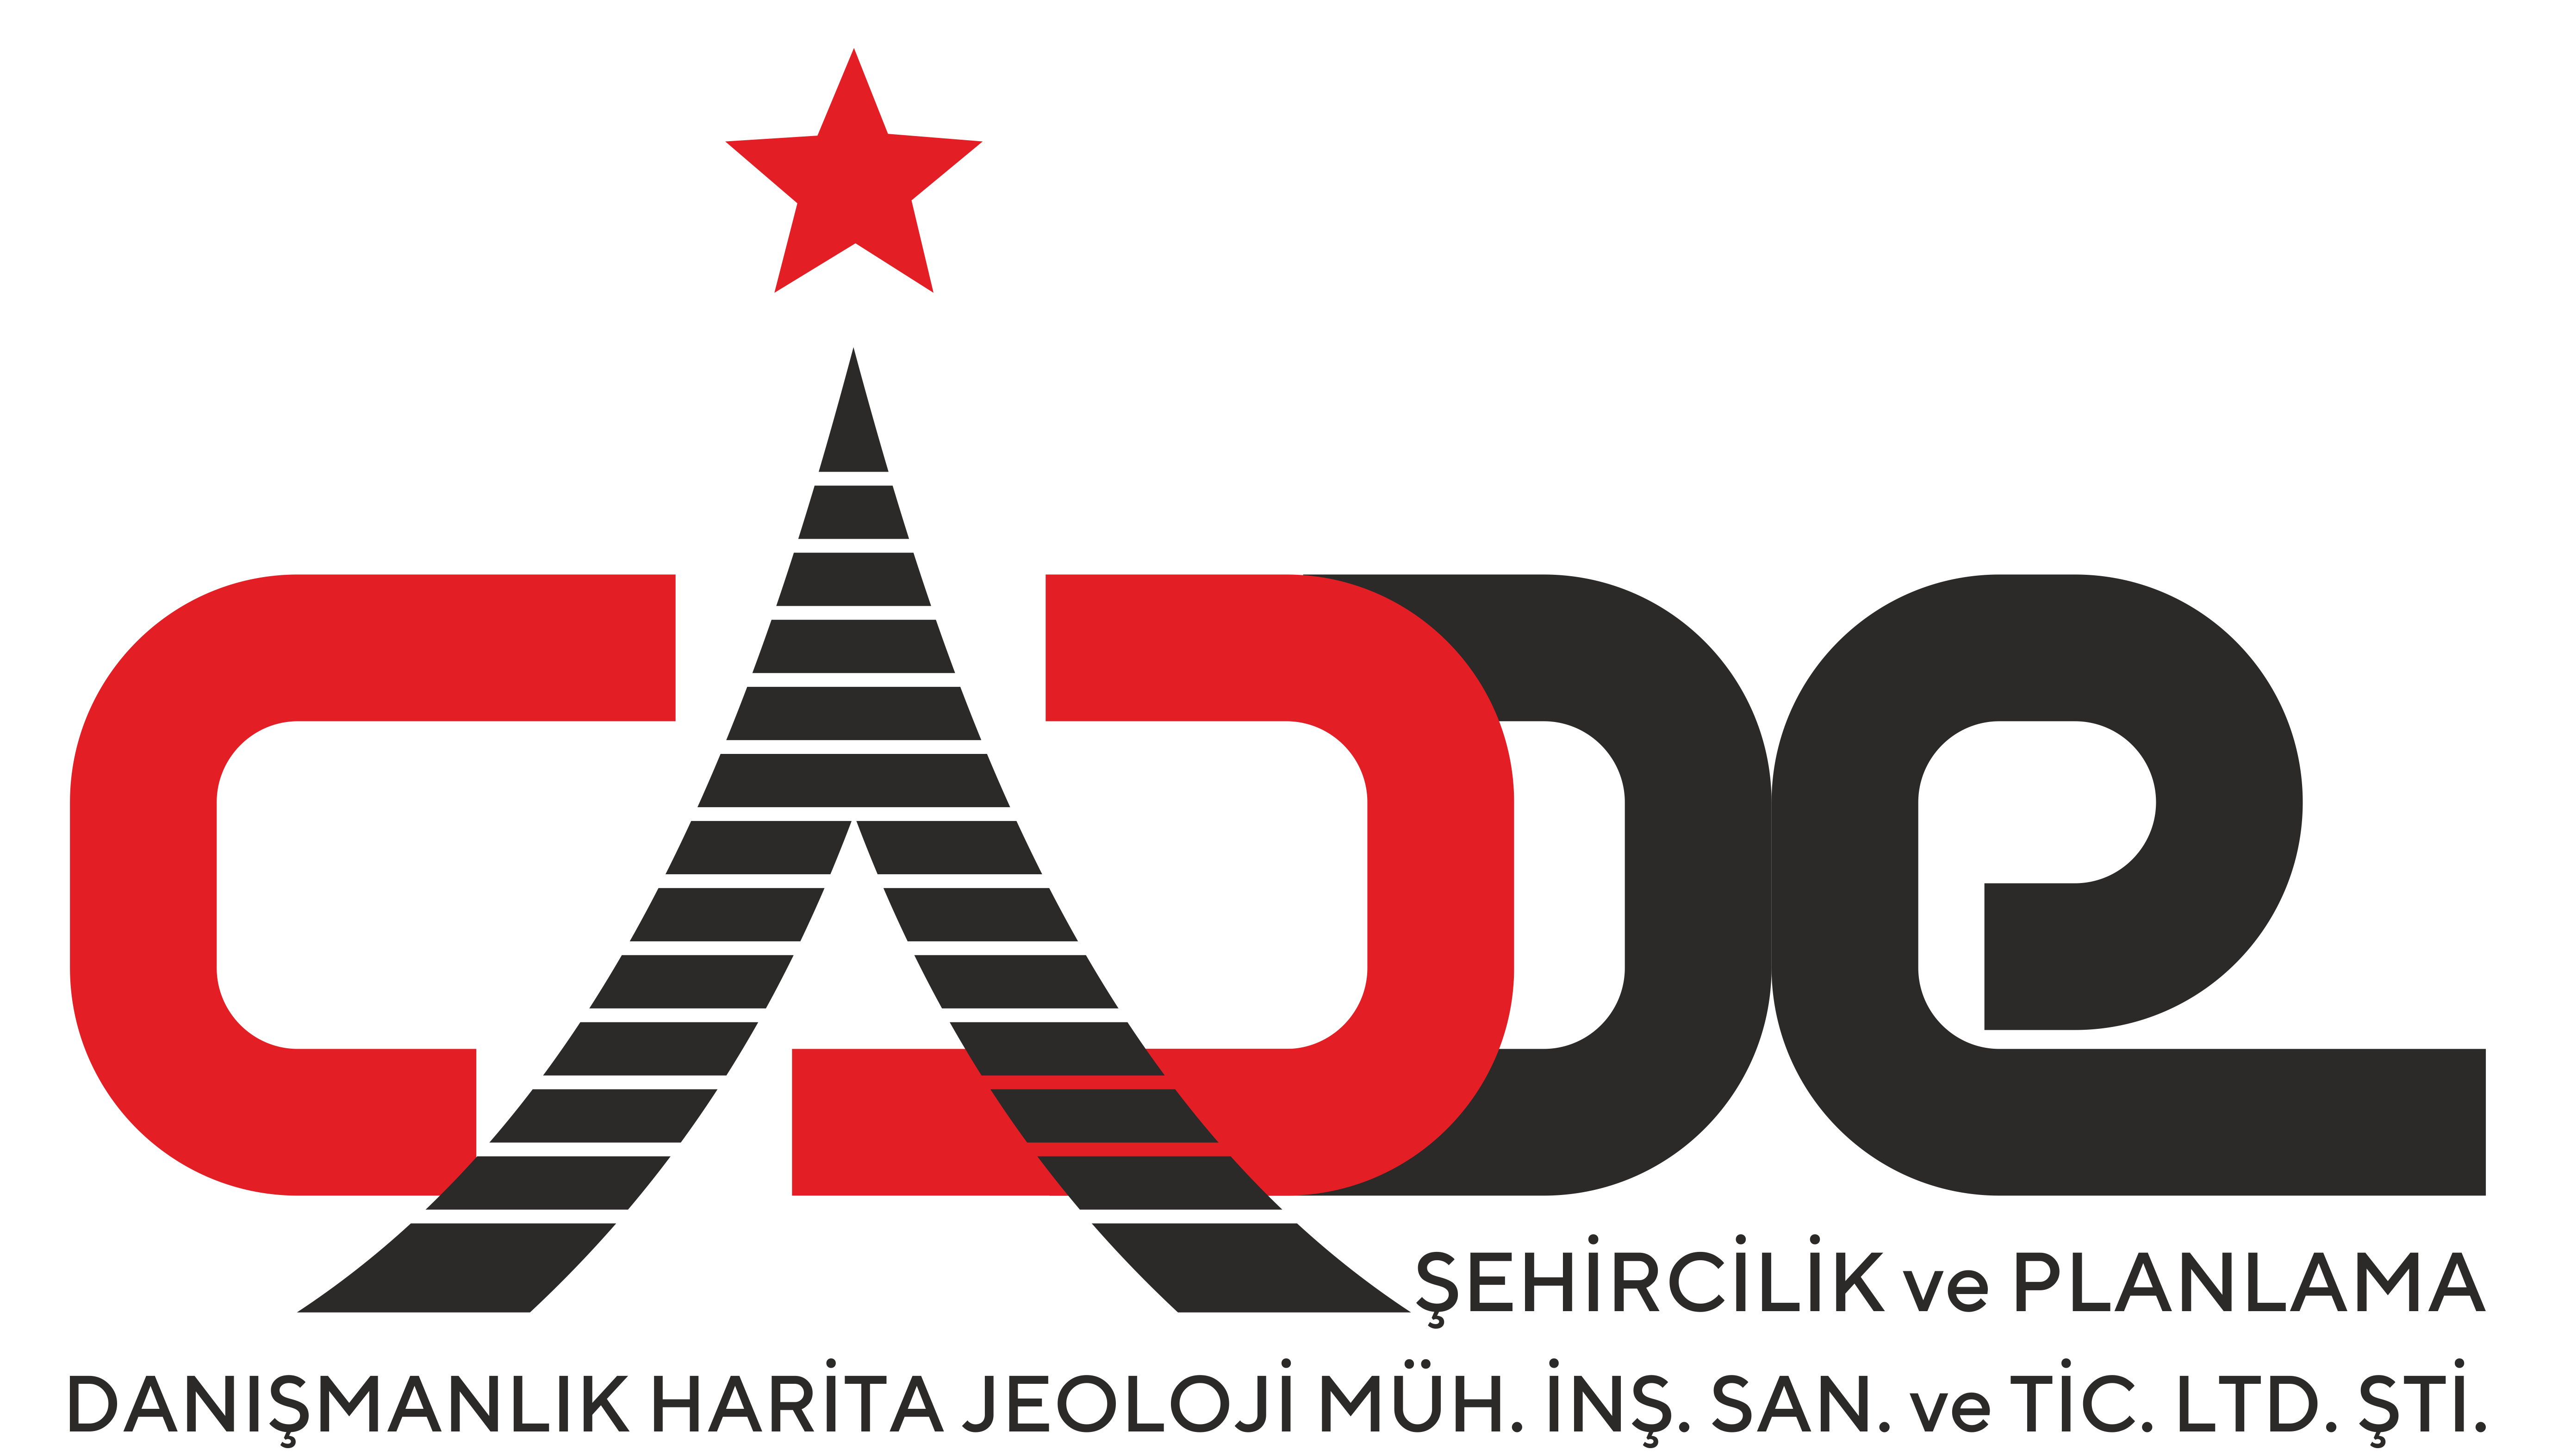 CADDe
ŞEHİRCİLİK ve PLANLAMA
DANIŞMANLIK HARİTA JEOLOJİ MÜH. İNŞ. SAN. ve TİC. LTD. ŞTİ.